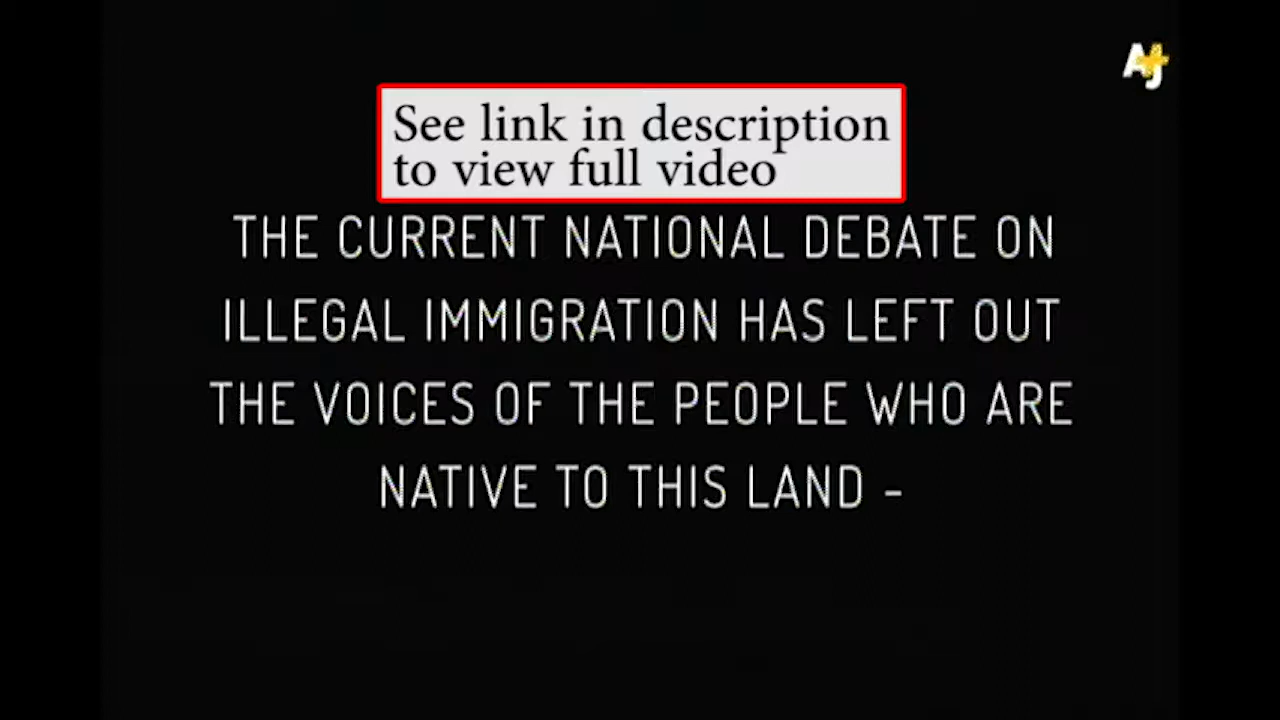 AJ+
See link in description
to view full video
THE CURRENT NATIONAL DEBATE ON
ILLEGAL IMMIGRATION HAS LEFT OUT
THE VOICES OF THE PEOPLE WHO ARE
NATIVE TO THIS LAND -